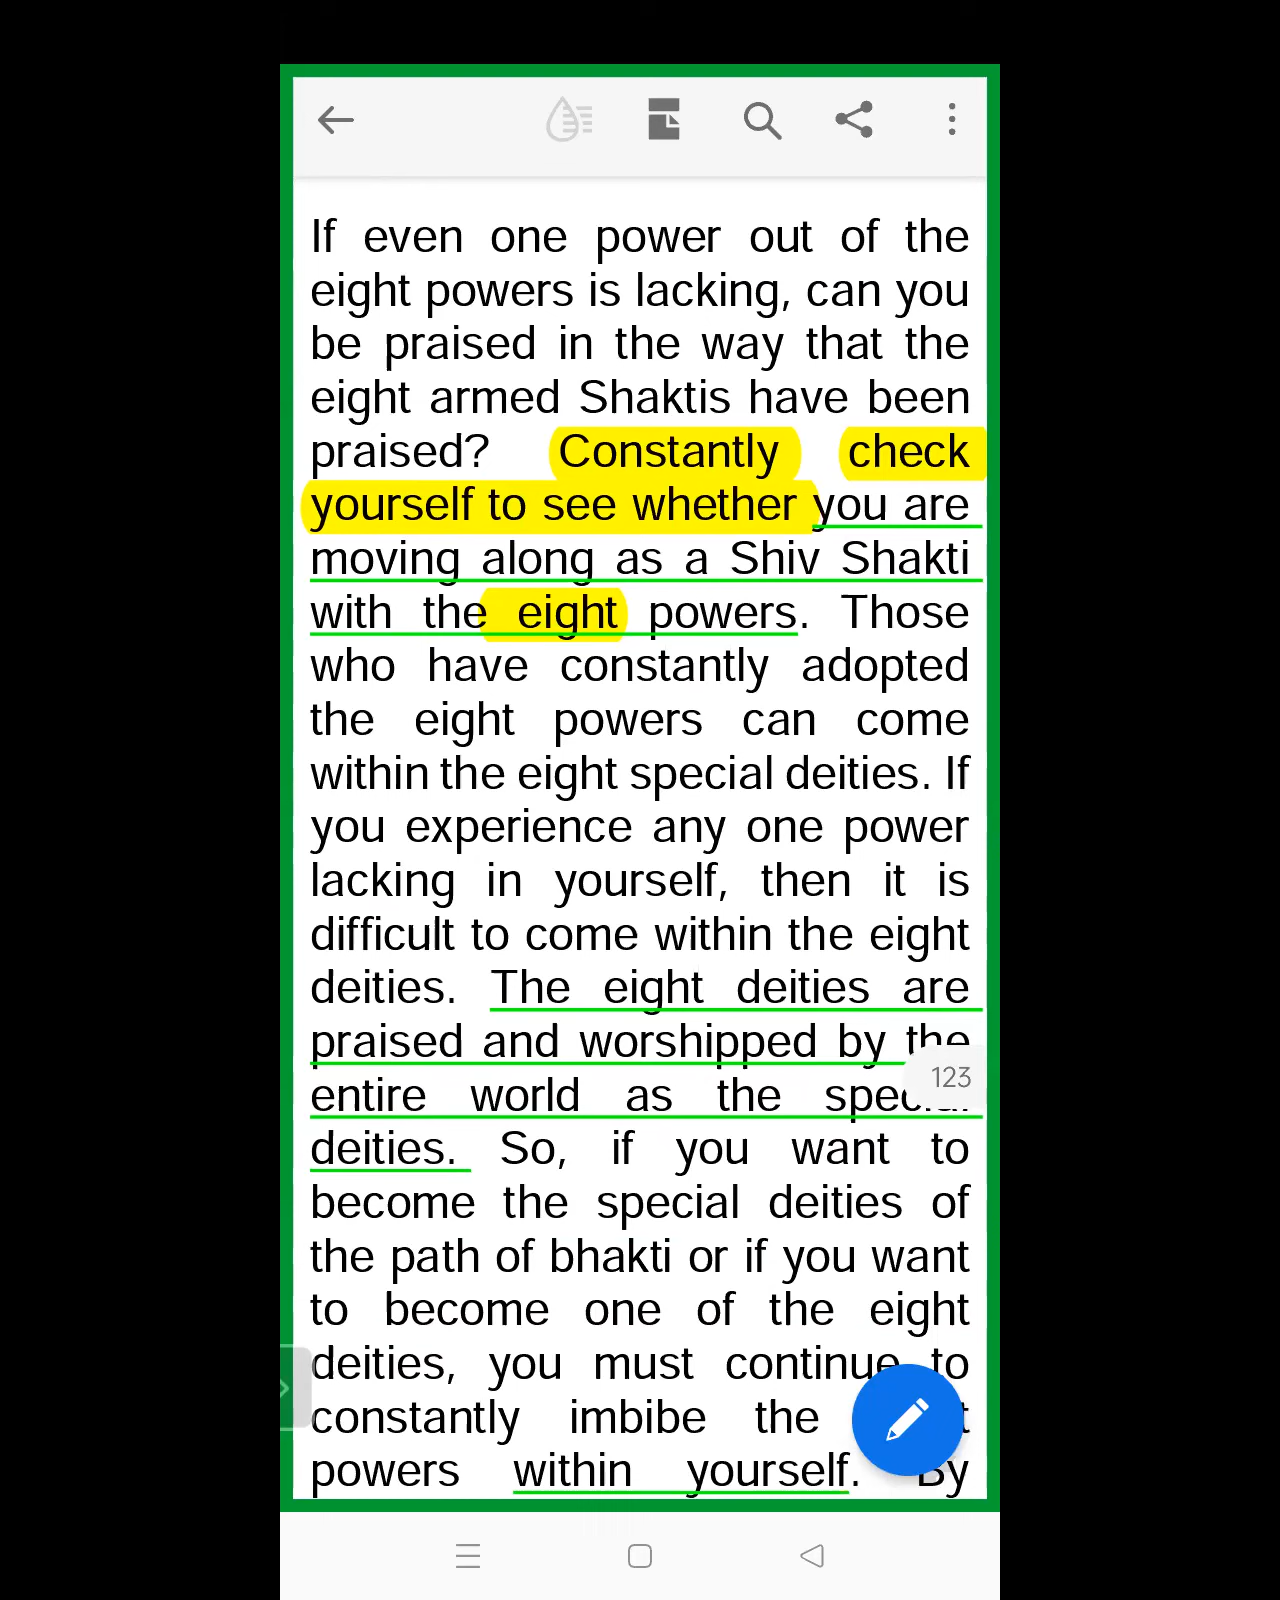 If even one power out of the
eight powers is lacking, can you
be praised in the way that the
eight armed Shaktis have been
praised? Constantly check
yourself to see whether you are
moving along as a Shiv Shakti
with the eight powers. Those
who have constantly adopted
the eight powers can come
within the eight special deities. If
you experience any one power
lacking in yourself, then it is
difficult to come within the eight
deities. The eight deities are
praised and worshipped by the
123
entire world as the special
deities. So, if you want to
become the special deities of
the path of bhakti or if you want
to become one of the eight
deities, you must continue to
constantly imbibe the
powers within yourself. By